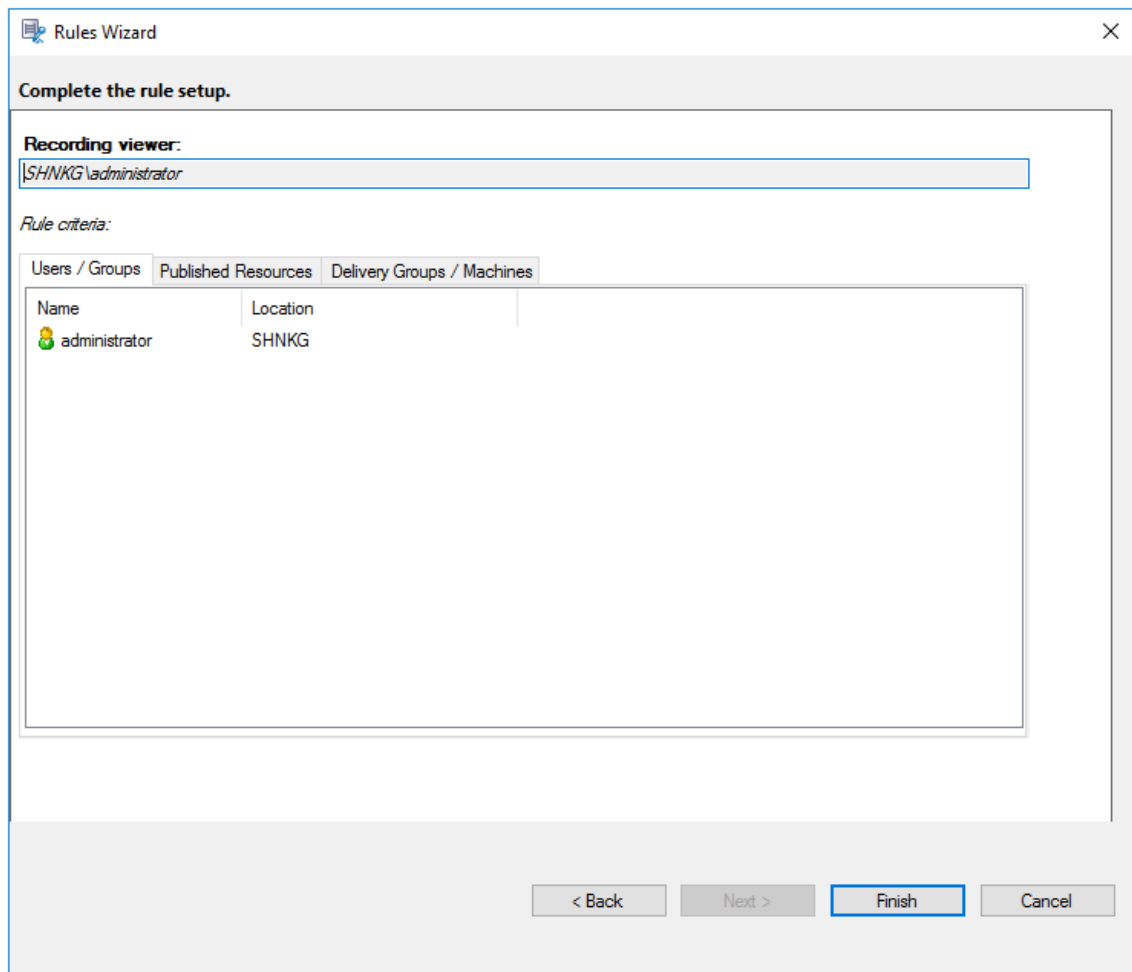 Rules Wizard
Complete the rule setup.
Recording viewer:
SHNKG\administrator
Rule criteria:
Users / Groups Published Resources Delivery Groups / Machines
Name Location
administrator SHNKG
< Back Next > Finish Cancel